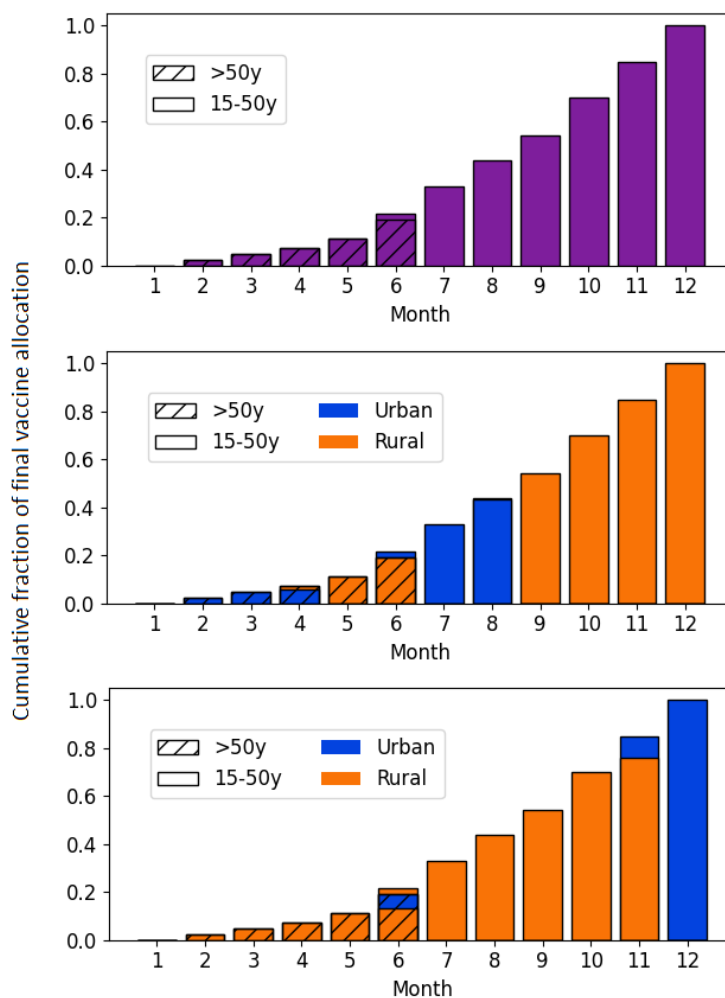 Cumulative fraction of final vaccine allocation
1.0
0.8
0.6
0.4
0.2
0.0
>50y
15-50y
1 2 3 4 5 6 7 8 9 10 11 12
Month
1.0
0.8
0.6
0.4
0.2
0.0
>50y Urban
15-50y Rural
1 2 3 4 5 6 7 8 9 10 11 12
Month
1.0
0.8
0.6
0.4
0.2
0.0
>50y Urban
15-50y Rural
1 2 3 4 5 6 7 8 9 10 11 12
Month